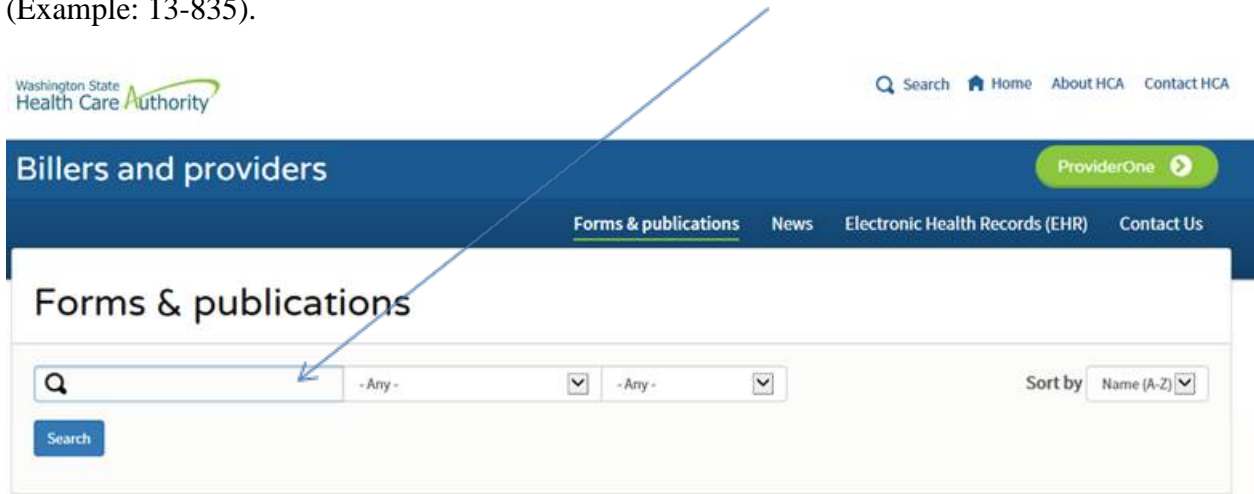 (Example: 13-835).
Washington State
Health Care Authority
Search Home About HCA Contact HCA
Billers and providers
ProviderOne
Forms & publications News Electronic Health Records (EHR) Contact Us
Forms & publications
- Any - - Any - Sort by Name (A-Z)
Search